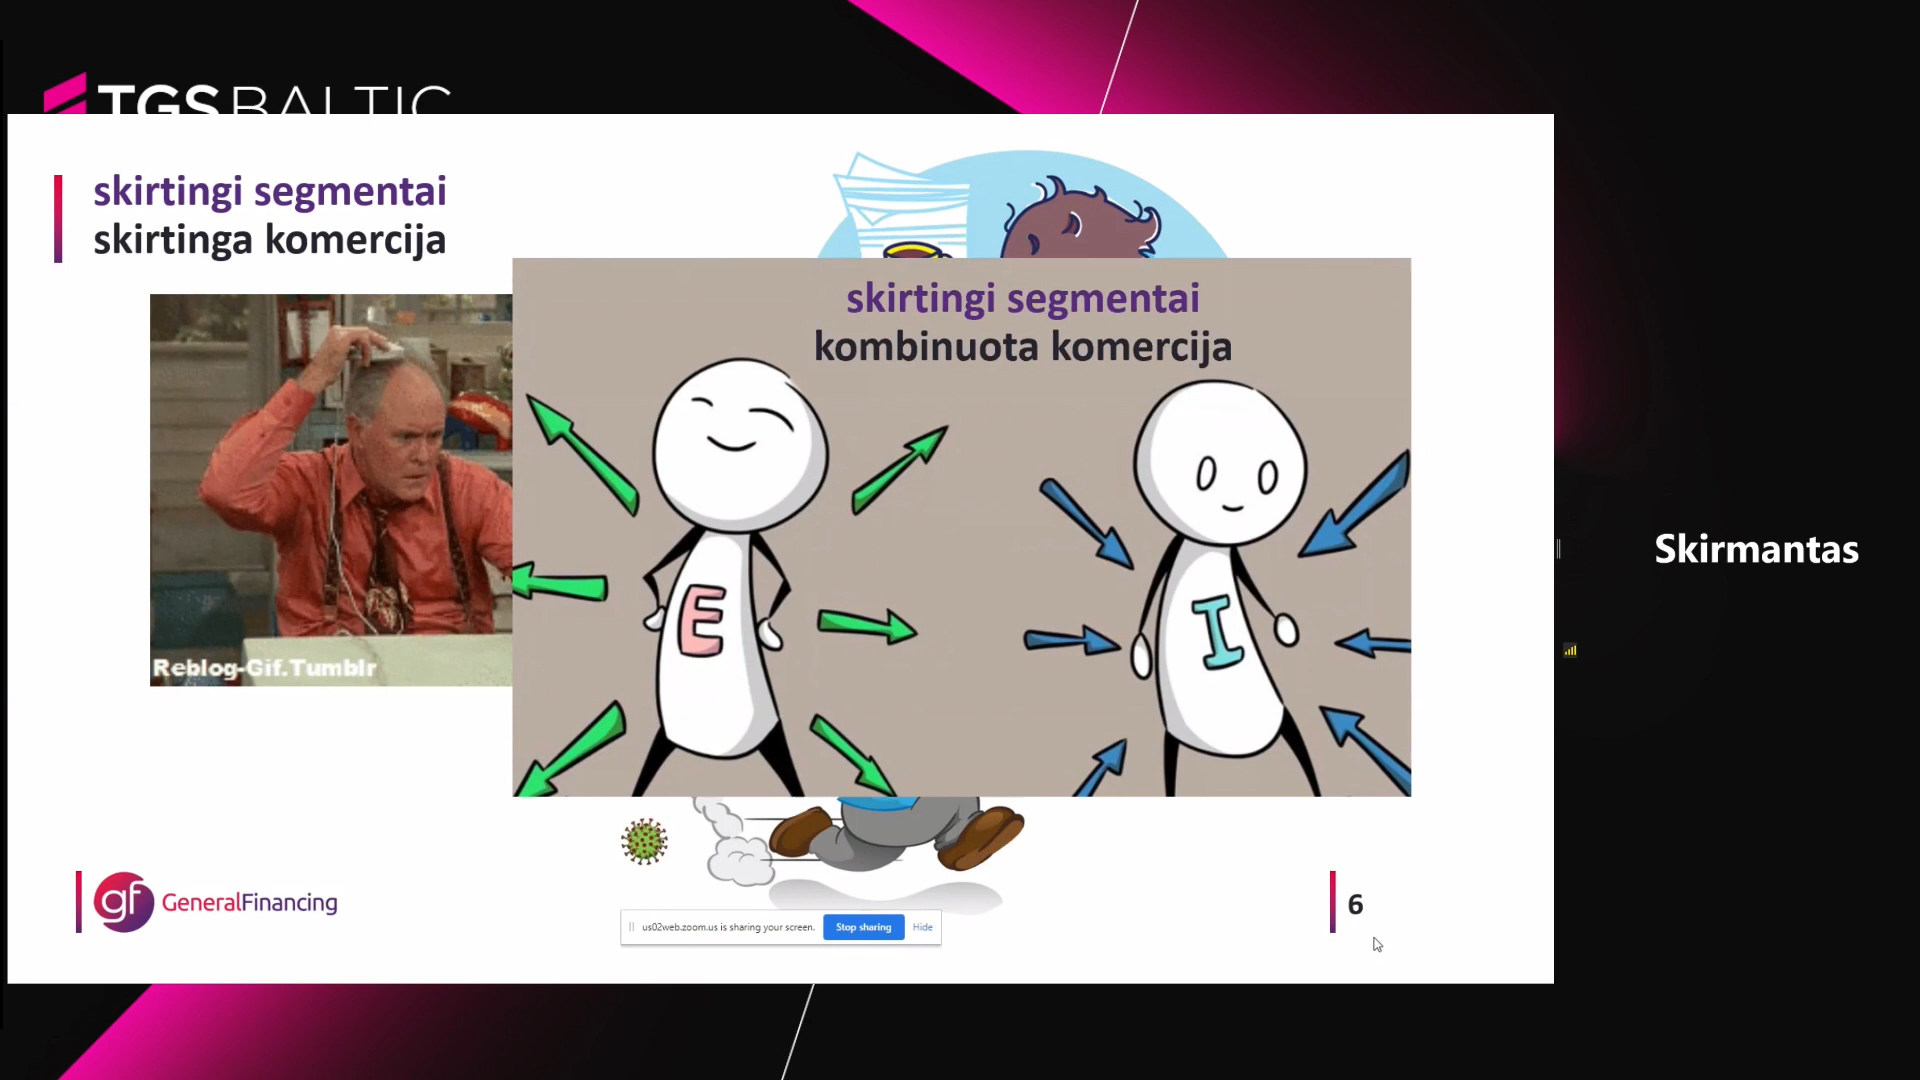 TGS BALTIC
skirtingi segmentai
skirtinga komercija
skirtingi segmentai
kombinuota komercija
E
I
Reblog-Gif.Tumblr
Skirmantas
gf GeneralFinancing
6
us02web.zoom.us is sharing your screen. Stop sharing Hide